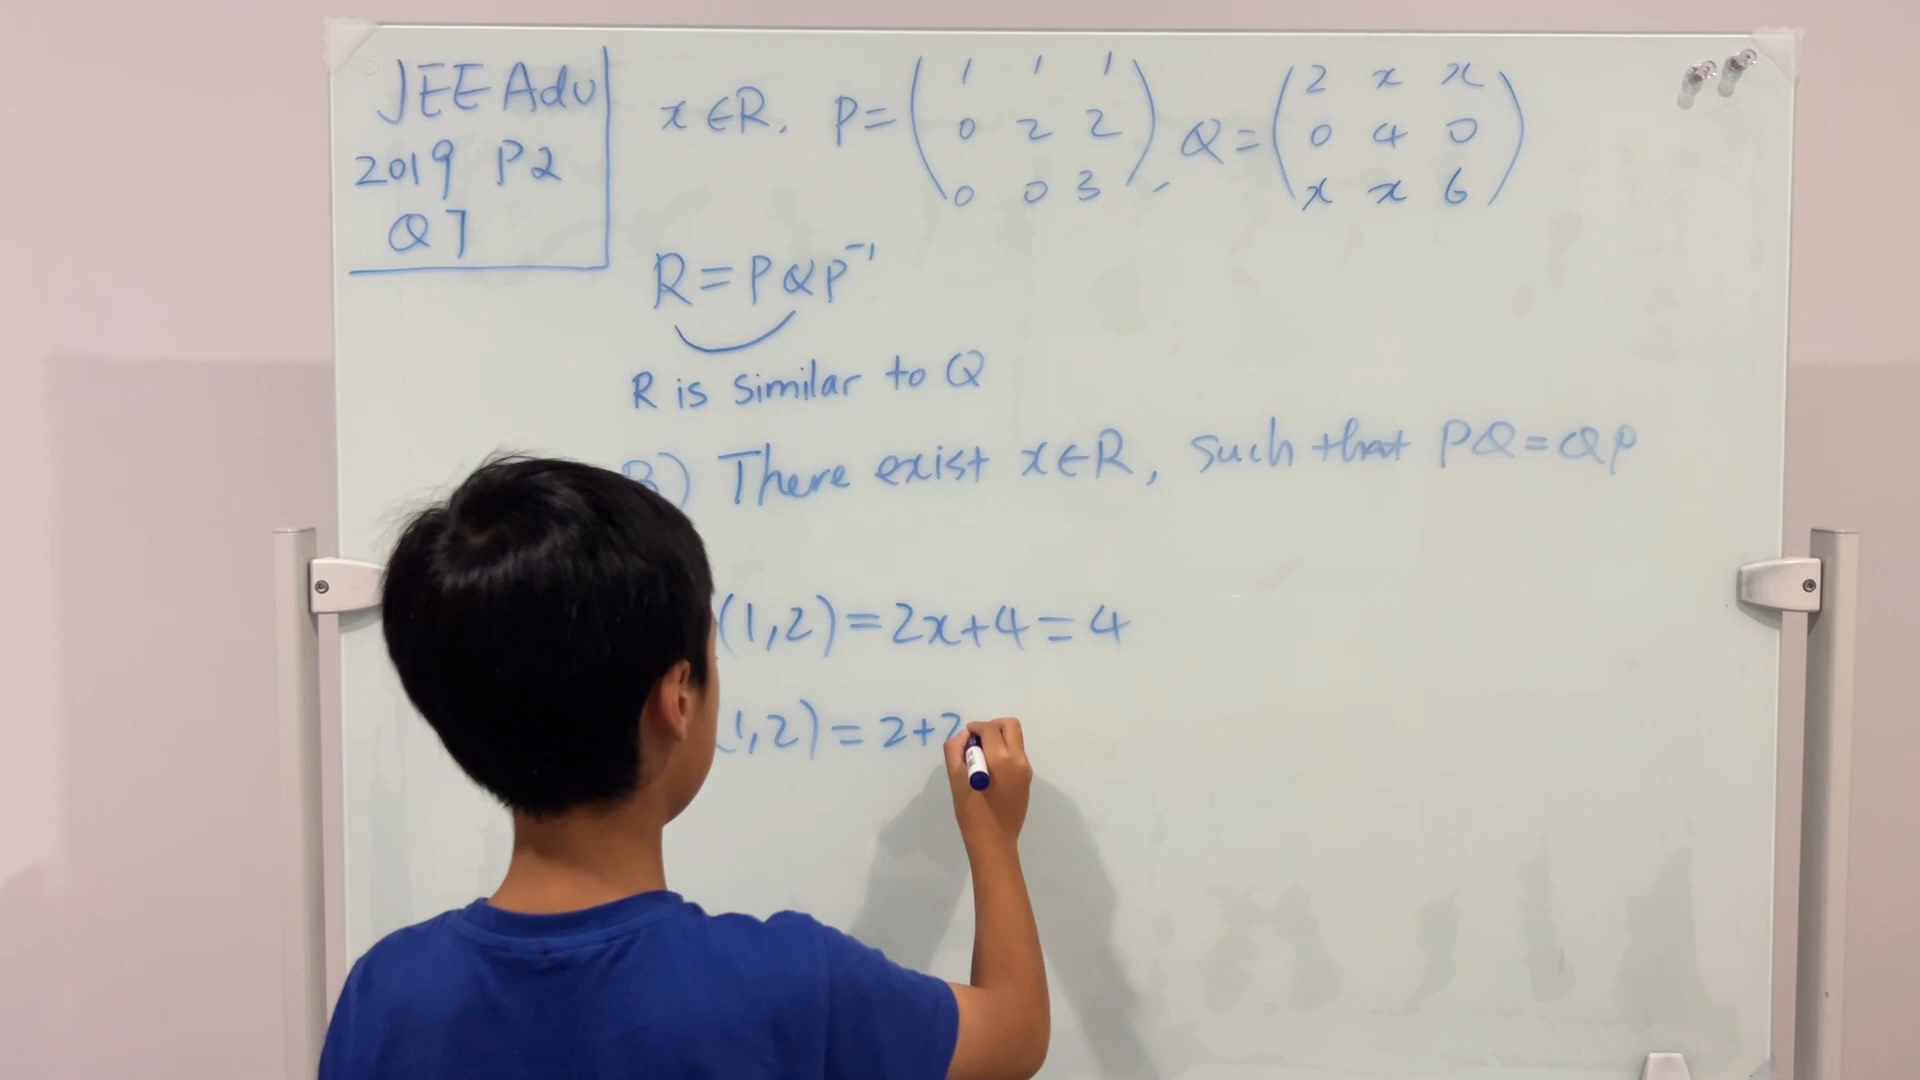 JEE Adv
2019 P2
Q7
x ∈ R, P = ( 1 1 1
0 2 2
0 0 3 ), Q = ( 2 x x
0 4 0
x x 6 )
R = PQP⁻¹
R is similar to Q
B) There exist x ∈ R, such that PQ = QP
(1,2) = 2x+4 = 4
(1,2) = 2+2